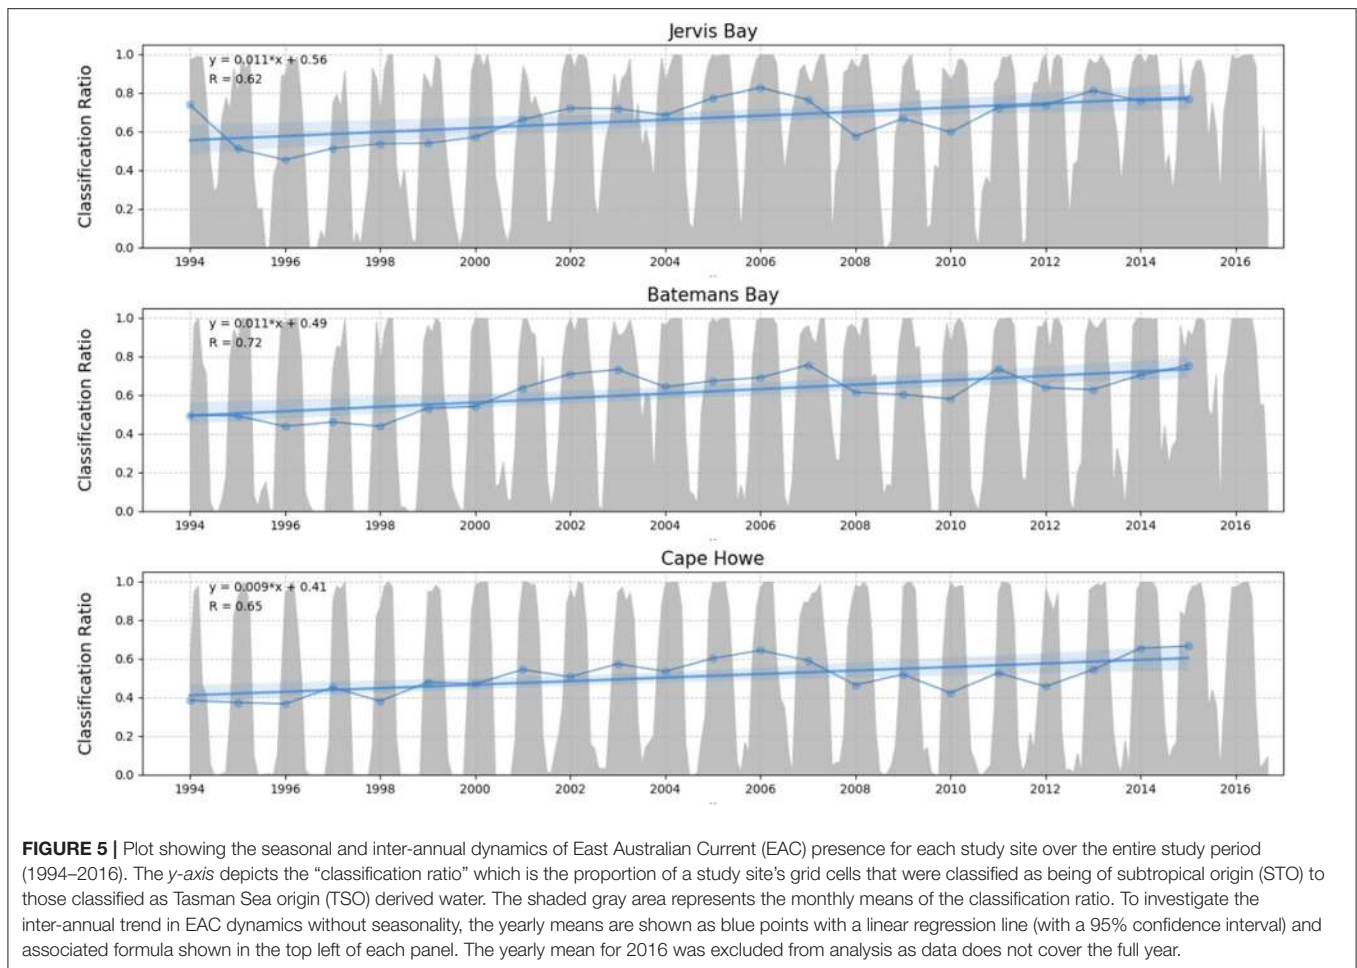 Jervis Bay
y = 0.011*x + 0.56
R = 0.62
Classification Ratio
1.0
0.8
0.6
0.4
0.2
0.0
1994 1996 1998 2000 2002 2004 2006 2008 2010 2012 2014 2016
Batemans Bay
y = 0.011*x + 0.49
R = 0.72
Classification Ratio
1.0
0.8
0.6
0.4
0.2
0.0
1994 1996 1998 2000 2002 2004 2006 2008 2010 2012 2014 2016
Cape Howe
y = 0.009*x + 0.41
R = 0.65
Classification Ratio
1.0
0.8
0.6
0.4
0.2
0.0
1994 1996 1998 2000 2002 2004 2006 2008 2010 2012 2014 2016
FIGURE 5 | Plot showing the seasonal and inter-annual dynamics of East Australian Current (EAC) presence for each study site over the entire study period
(1994–2016). The y-axis depicts the “classification ratio” which is the proportion of a study site’s grid cells that were classified as being of subtropical origin (STO) to
those classified as Tasman Sea origin (TSO) derived water. The shaded gray area represents the monthly means of the classification ratio. To investigate the
inter-annual trend in EAC dynamics without seasonality, the yearly means are shown as blue points with a linear regression line (with a 95% confidence interval) and
associated formula shown in the top left of each panel. The yearly mean for 2016 was excluded from analysis as data does not cover the full year.